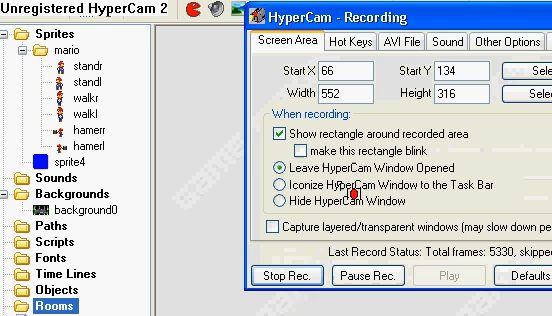 Unregistered HyperCam 2
HyperCam - Recording
Sprites
mario
standr
standl
walkr
walkl
hamerr
hamerl
sprite4
Sounds
Backgrounds
background0
Paths
Scripts
Fonts
Time Lines
Objects
Rooms
Screen Area Hot Keys AVI File Sound Other Options
Start X 66 Start Y 134 Sele
Width 552 Height 316 Selec
When recording:
Show rectangle around recorded area
make this rectangle blink
Leave HyperCam Window Opened
Iconize HyperCam Window to the Task Bar
Hide HyperCam Window
Capture layered/transparent windows (may slow down pe
Last Record Status: Total frames: 5330, skippe
Stop Rec. Pause Rec. Play Defaults